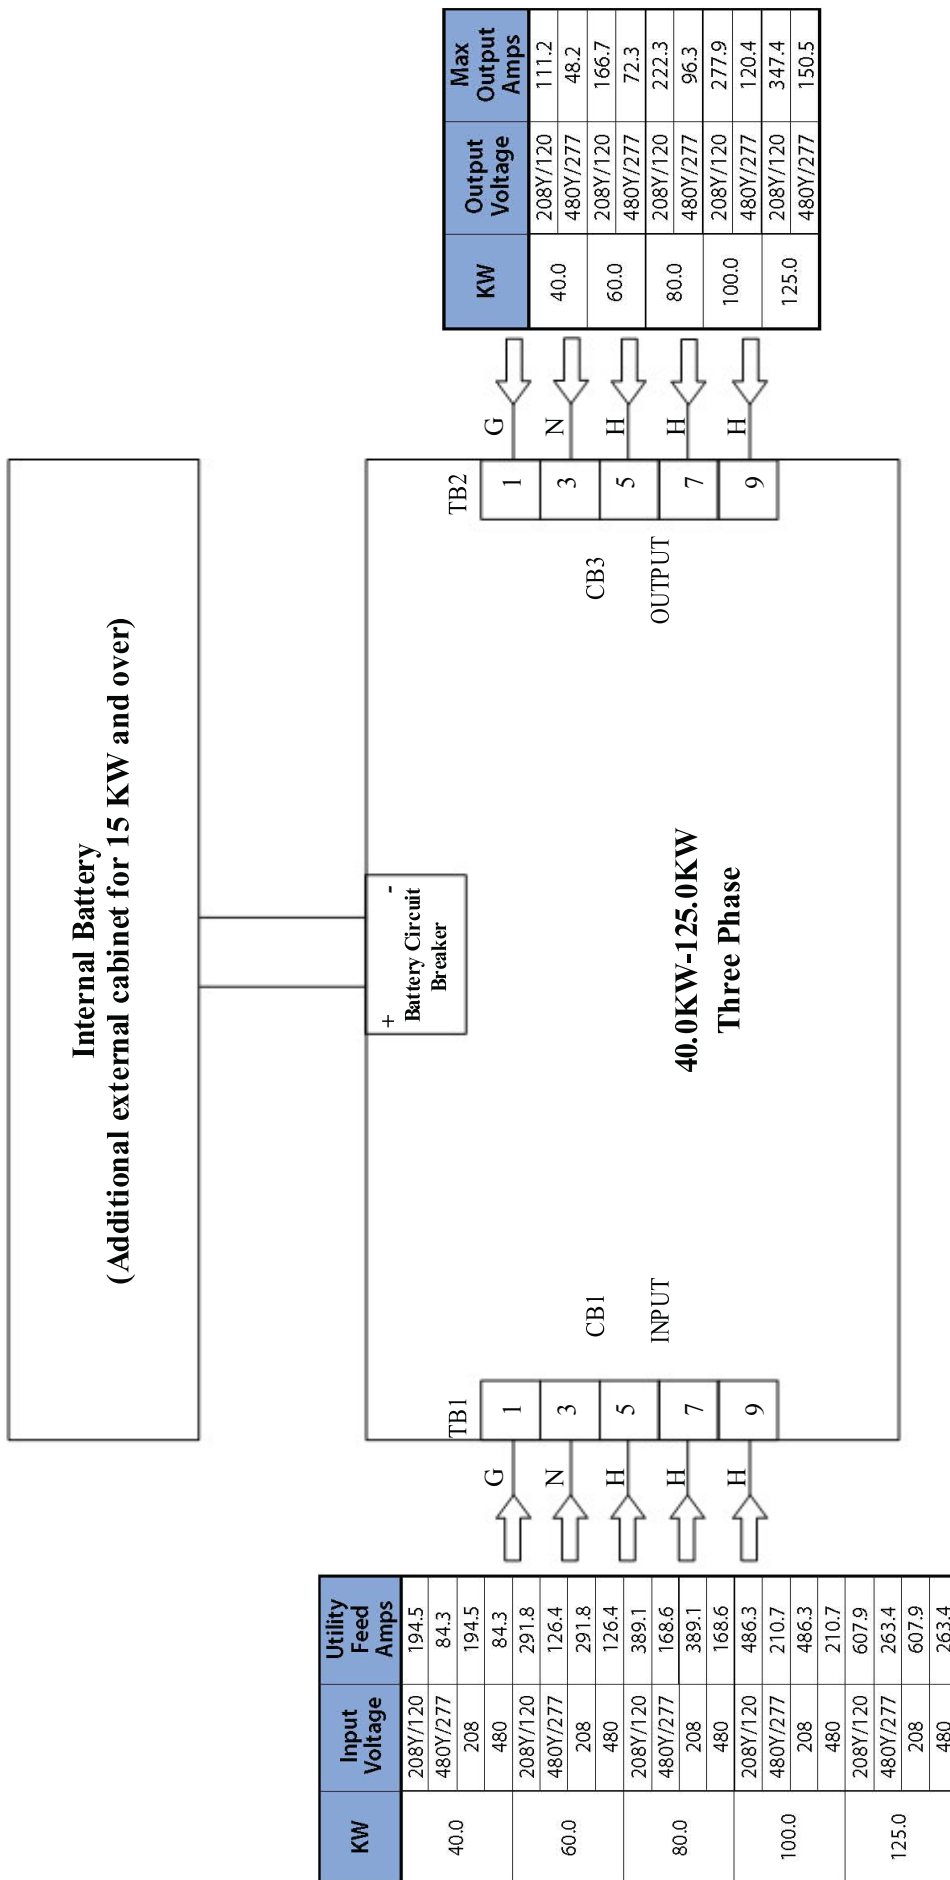 Internal Battery
(Additional external cabinet for 15 KW and over)
+ -
Battery Circuit
Breaker
40.0KW-125.0KW
Three Phase
TB1
G 1
N 3
H 5
H 7
H 9
CB1
INPUT
TB2
1 G
3 N
5 H
7 H
9 H
CB3
OUTPUT
KW Input Voltage Utility Feed Amps
40.0 208Y/120 194.5
480Y/277 84.3
208 194.5
480 84.3
60.0 208Y/120 291.8
480Y/277 126.4
208 291.8
480 126.4
80.0 208Y/120 389.1
480Y/277 168.6
208 389.1
480 168.6
100.0 208Y/120 486.3
480Y/277 210.7
208 486.3
480 210.7
125.0 208Y/120 607.9
480Y/277 263.4
208 607.9
480 263.4
KW Output Voltage Max Output Amps
40.0 208Y/120 111.2
480Y/277 48.2
60.0 208Y/120 166.7
480Y/277 72.3
80.0 208Y/120 222.3
480Y/277 96.3
100.0 208Y/120 277.9
480Y/277 120.4
125.0 208Y/120 347.4
480Y/277 150.5